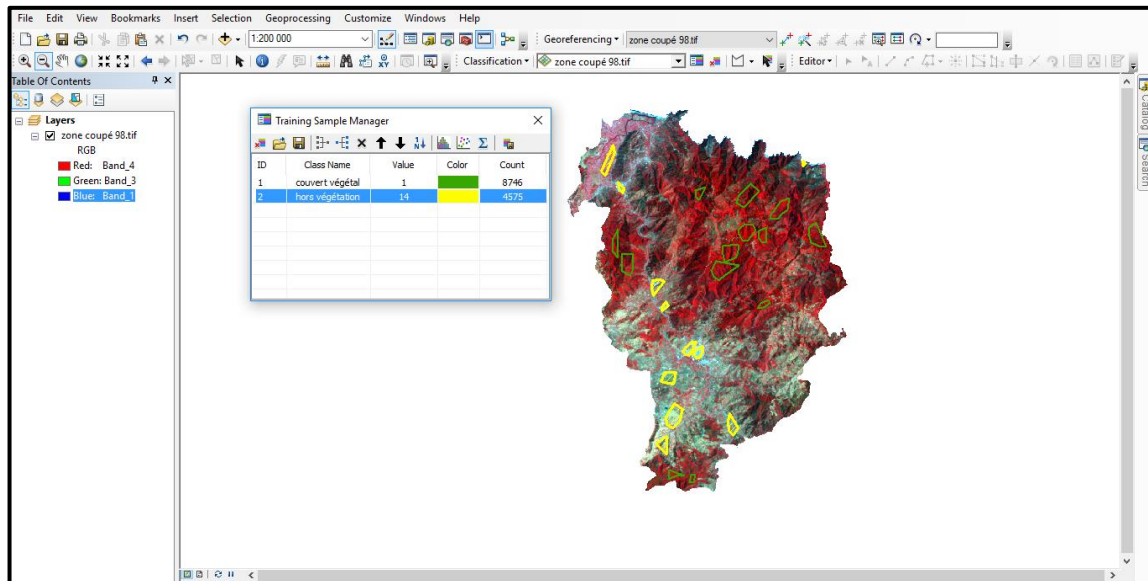 File Edit View Bookmarks Insert Selection Geoprocessing Customize Windows Help
1:200 000 Georeferencing zone coupé 98.tif
Classification zone coupé 98.tif Editor
Table Of Contents
Layers
zone coupé 98.tif
RGB
Red: Band_4
Green: Band_3
Blue: Band_1
Training Sample Manager
ID Class Name Value Color Count
1 couvert végétal 1 8746
2 hors végétation 14 4575
Catalog
Search